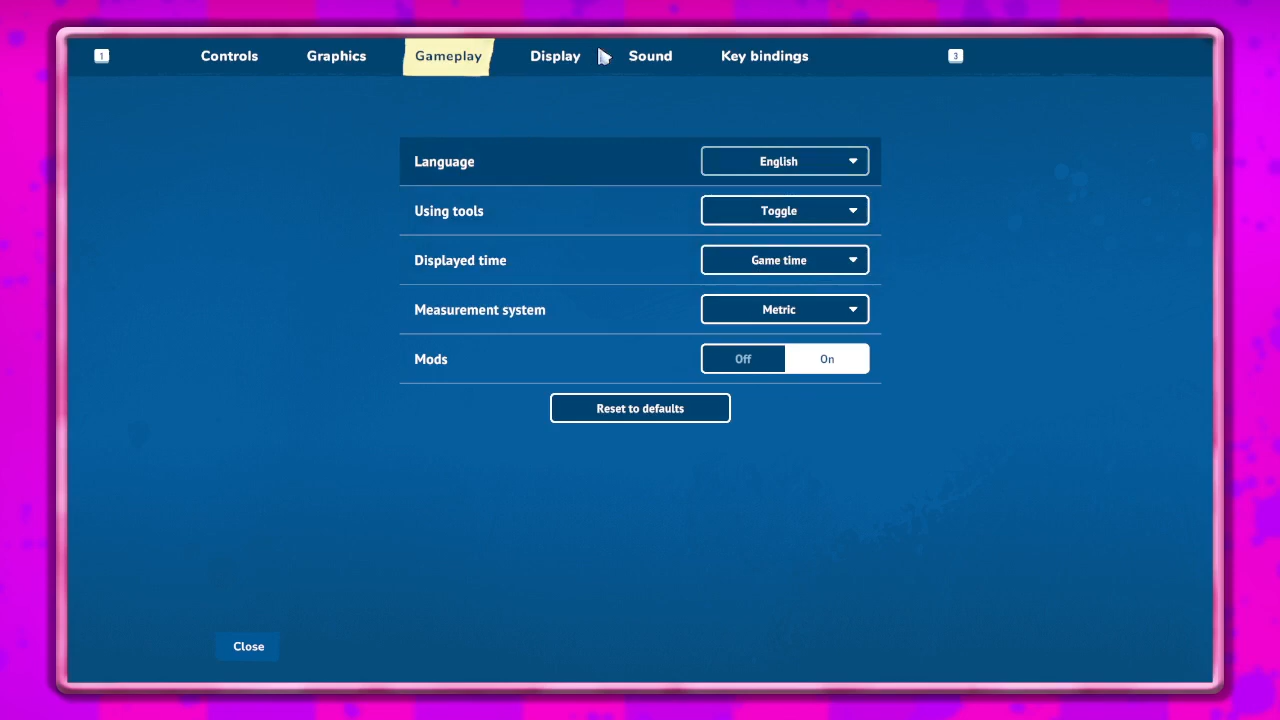 1 Controls Graphics Gameplay Display Sound Key bindings 3
Language English
Using tools Toggle
Displayed time Game time
Measurement system Metric
Mods Off On
Reset to defaults
Close